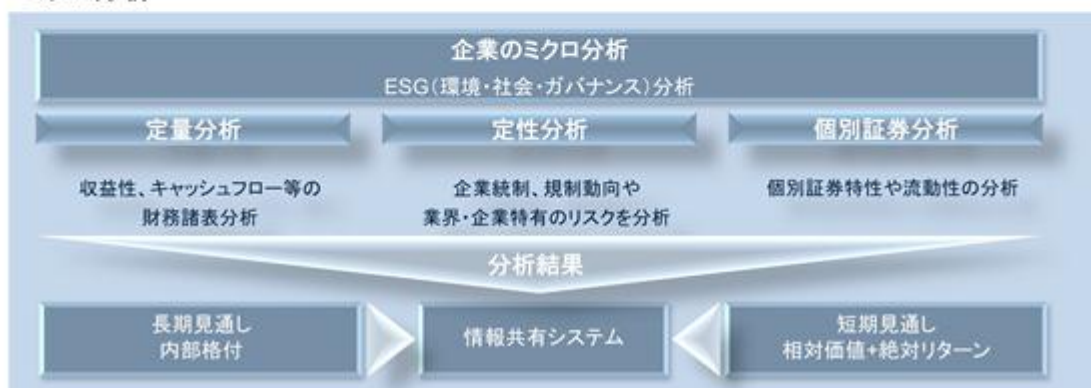 企業のミクロ分析
ESG(環境・社会・ガバナンス)分析
定量分析
定性分析
個別証券分析
収益性、キャッシュフロー等の
財務諸表分析
企業統制、規制動向や
業界・企業特有のリスクを分析
個別証券特性や流動性の分析
分析結果
長期見通し
内部格付
情報共有システム
短期見通し
相対価値+絶対リターン